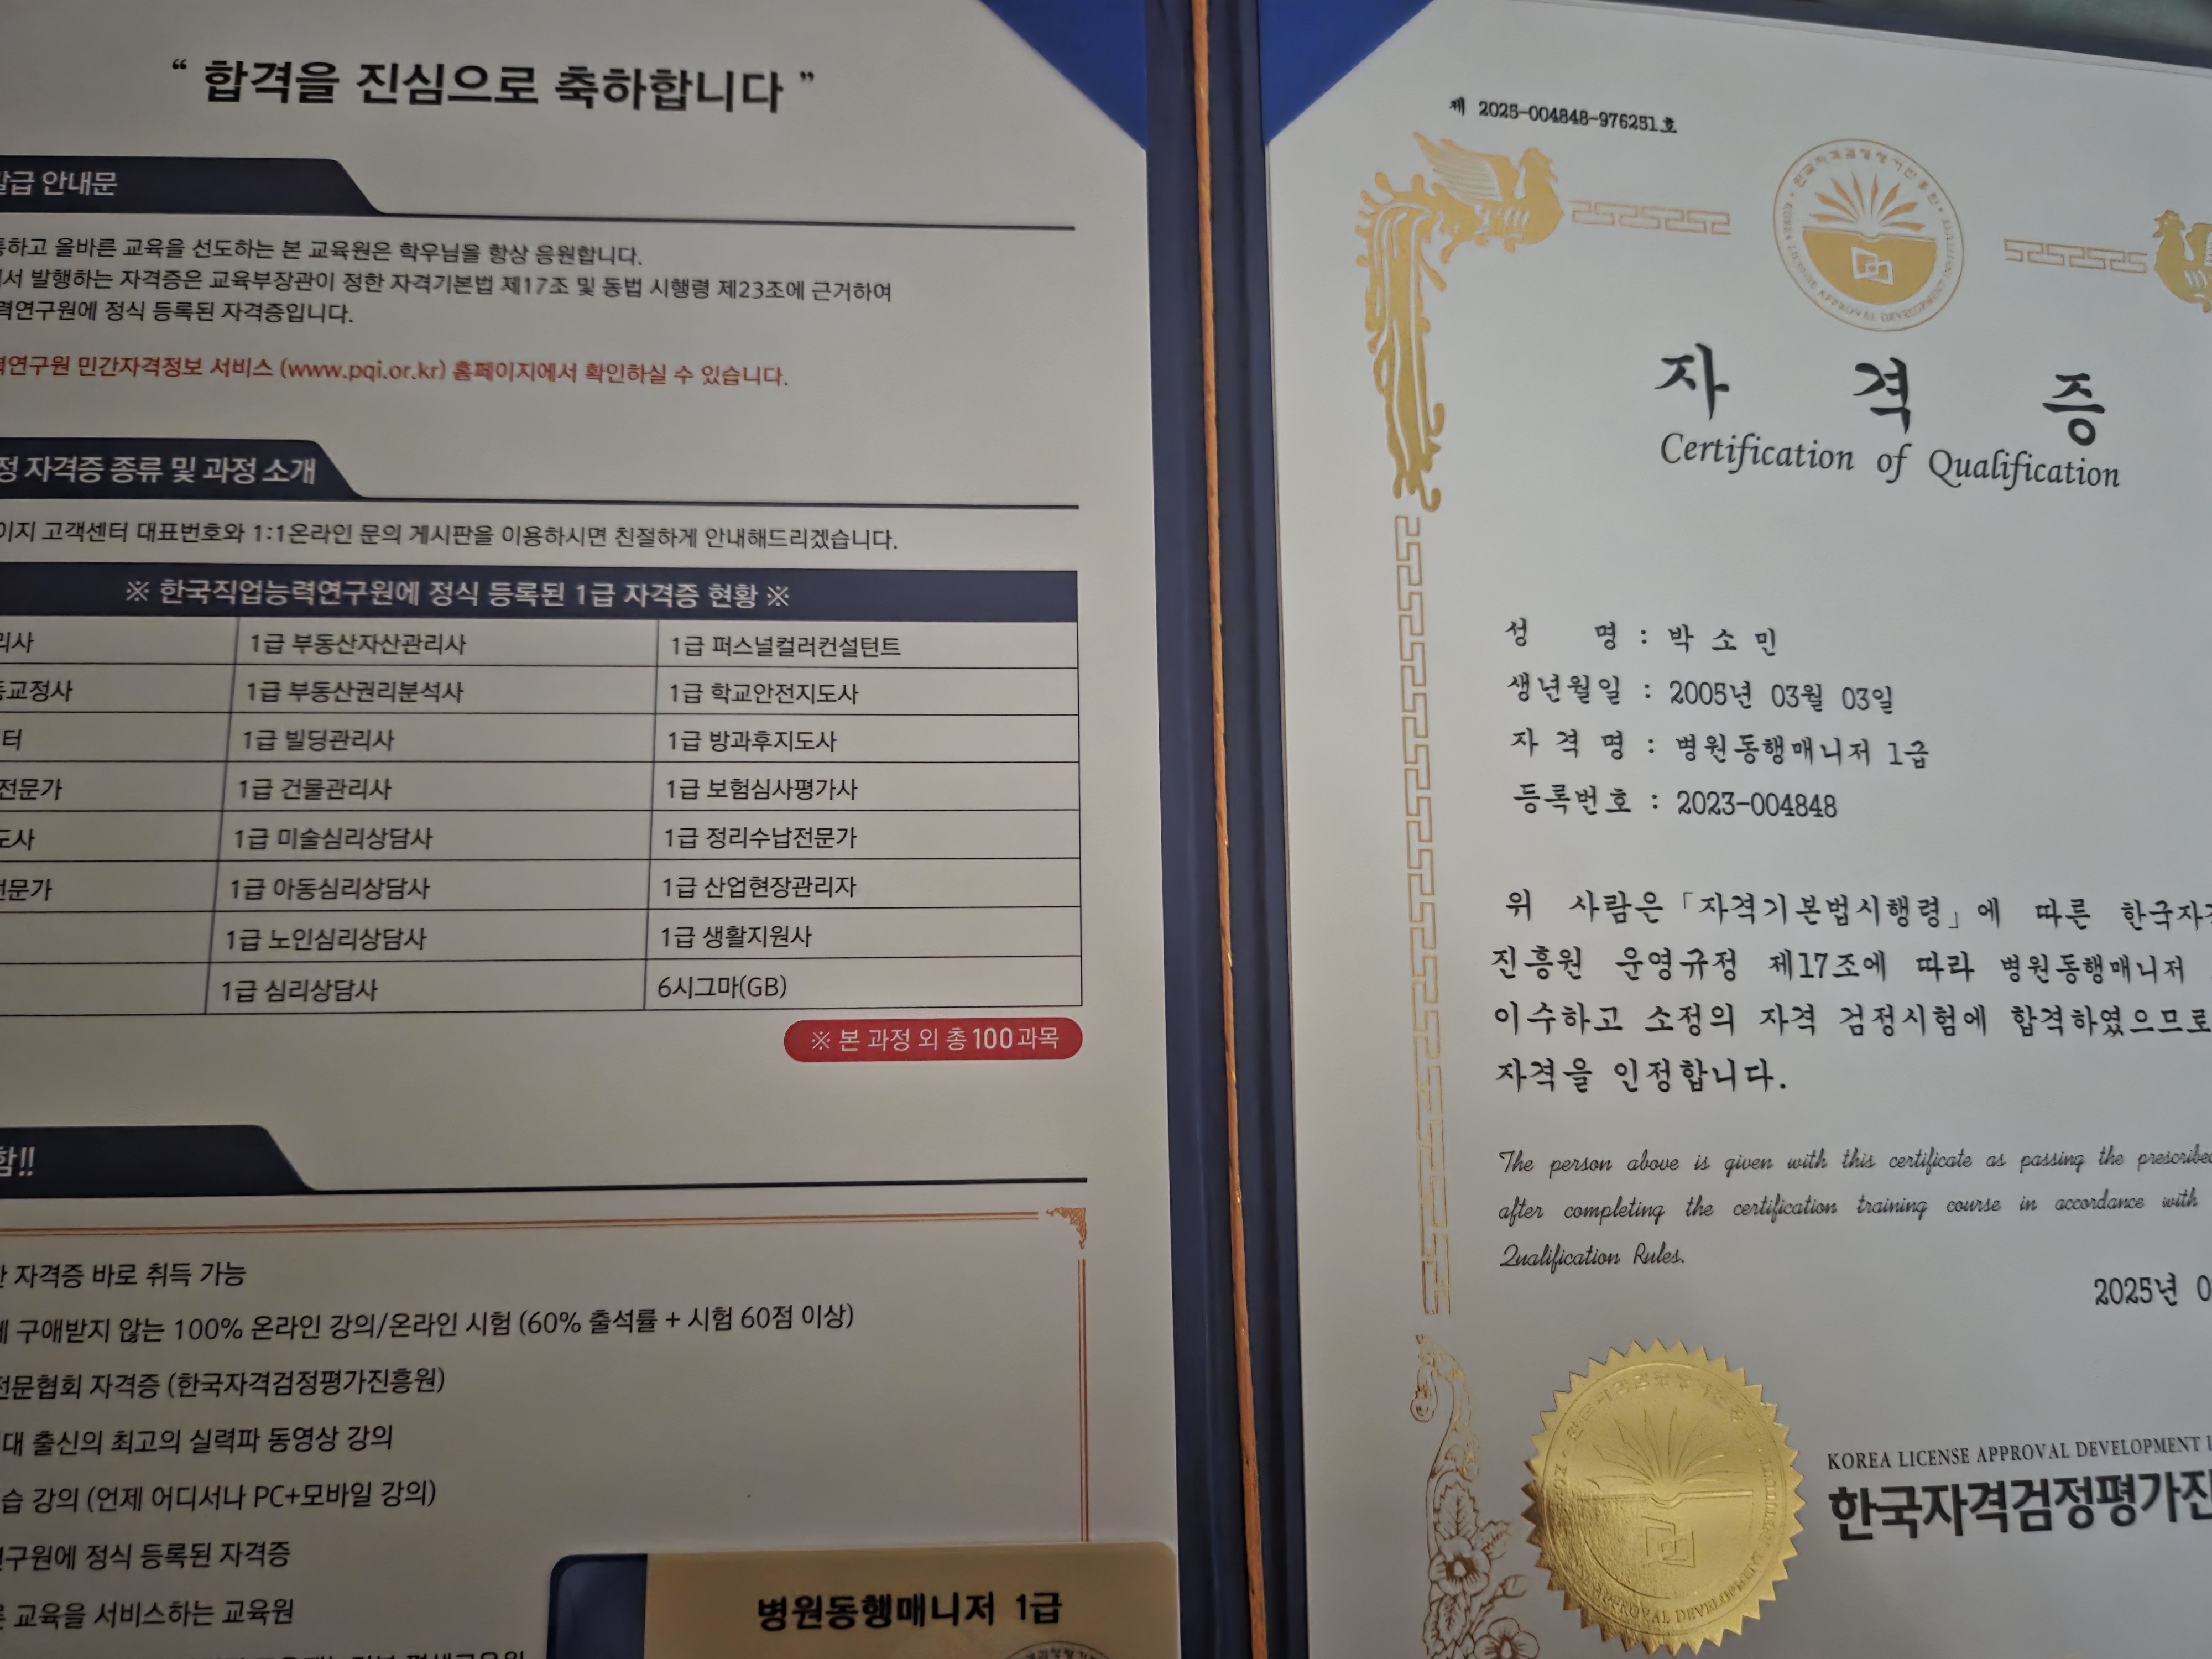 “ 합격을 진심으로 축하합니다 ”
발급 안내문
하고 올바른 교육을 선도하는 본 교육원은 학우님을 항상 응원합니다.
서 발행하는 자격증은 교육부장관이 정한 자격기본법 제17조 및 동법 시행령 제23조에 근거하여
력연구원에 정식 등록된 자격증입니다.
연구원 민간자격정보 서비스 (www.pqi.or.kr) 홈페이지에서 확인하실 수 있습니다.
정 자격증 종류 및 과정 소개
이지 고객센터 대표번호와 1:1온라인 문의 게시판을 이용하시면 친절하게 안내해드리겠습니다.
※ 한국직업능력연구원에 정식 등록된 1급 자격증 현황 ※
리사 1급 부동산자산관리사 1급 퍼스널컬러컨설턴트
교정사 1급 부동산권리분석사 1급 학교안전지도사
터 1급 빌딩관리사 1급 방과후지도사
전문가 1급 건물관리사 1급 보험심사평가사
도사 1급 미술심리상담사 1급 정리수납전문가
전문가 1급 아동심리상담사 1급 산업현장관리자
1급 노인심리상담사 1급 생활지원사
1급 심리상담사 6시그마(GB)
※ 본 과정 외 총 100과목
함!!
자격증 바로 취득 가능
구애받지 않는 100% 온라인 강의/온라인 시험 (60% 출석률 + 시험 60점 이상)
전문협회 자격증 (한국자격검정평가진흥원)
대 출신의 최고의 실력파 동영상 강의
습 강의 (언제 어디서나 PC+모바일 강의)
연구원에 정식 등록된 자격증
교육을 서비스하는 교육원
병원동행매니저 1급
제 2025-004848-976251호
자 격 증
Certification of Qualification
성 명 : 박 소 민
생년월일 : 2005년 03월 03일
자 격 명 : 병원동행매니저 1급
등록번호 : 2023-004848
위 사람은 「자격기본법시행령」에 따른 한국자격
진흥원 운영규정 제17조에 따라 병원동행매니저
이수하고 소정의 자격 검정시험에 합격하였으므로
자격을 인정합니다.
The person above is given with this certificate as passing the prescribed
after completing the certification training course in accordance with
Qualification Rules.
2025년 0
KOREA LICENSE APPROVAL DEVELOPMENT I
한국자격검정평가진